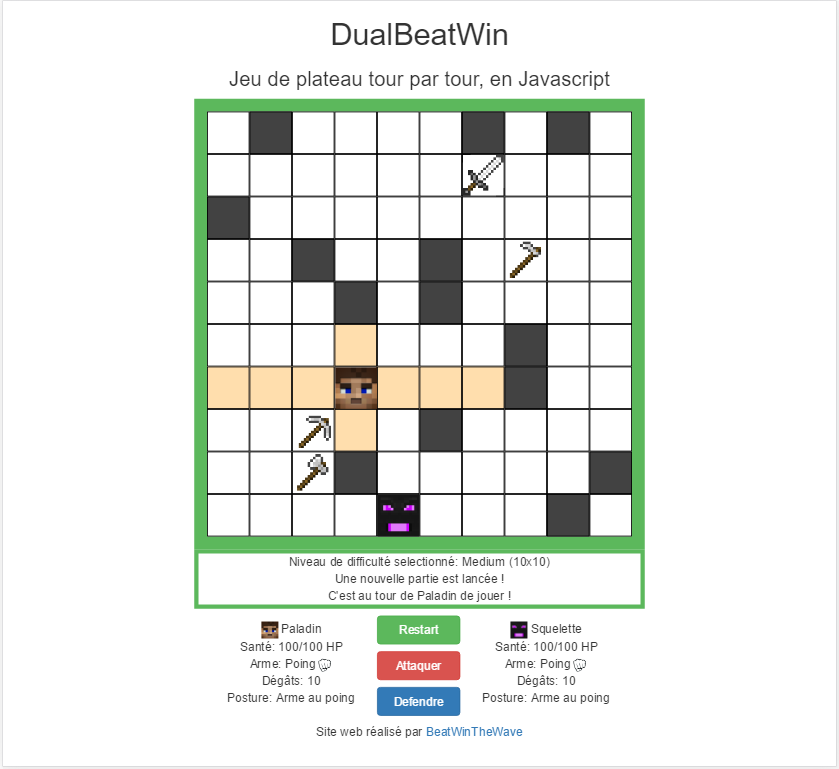 DualBeatWin
Jeu de plateau tour par tour, en Javascript
Niveau de difficulté selectionné: Medium (10x10)
Une nouvelle partie est lancée !
C'est au tour de Paladin de jouer !
Paladin
Santé: 100/100 HP
Arme: Poing
Dégâts: 10
Posture: Arme au poing
Restart
Attaquer
Defendre
Squelette
Santé: 100/100 HP
Arme: Poing
Dégâts: 10
Posture: Arme au poing
Site web réalisé par BeatWinTheWave